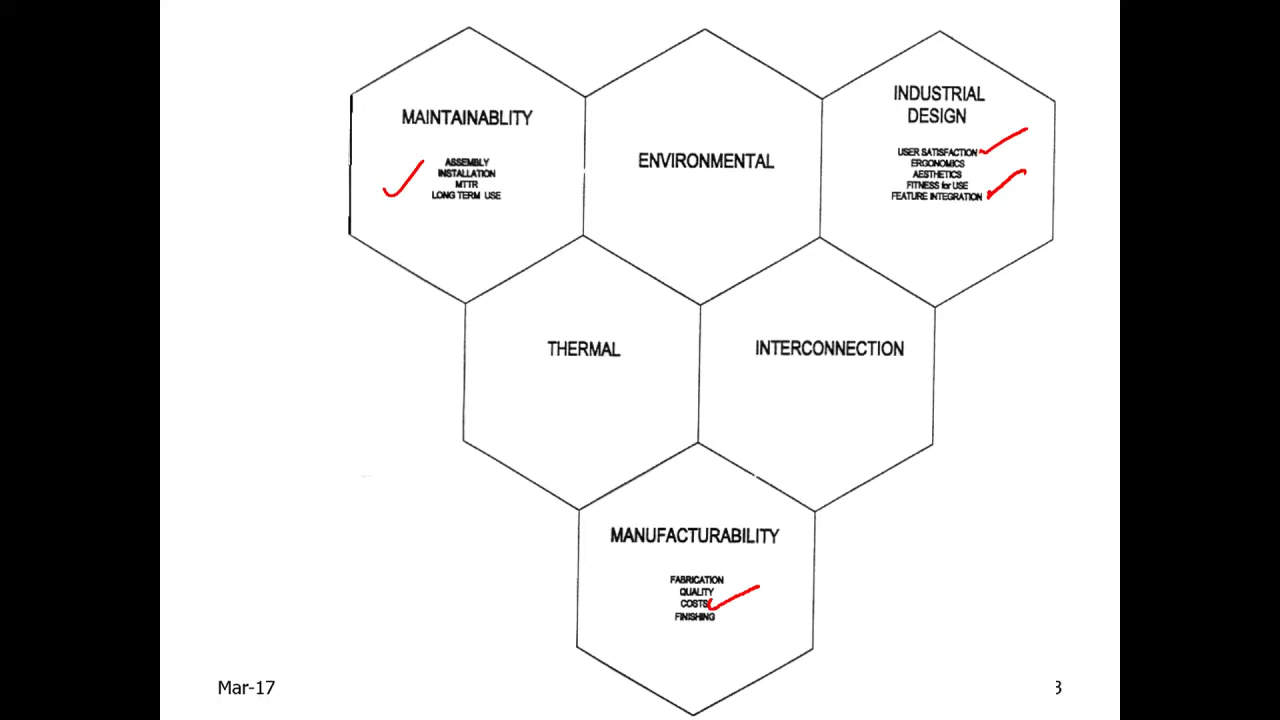 MAINTAINABLITY
ASSEMBLY
INSTALLATION
MTTR
LONG TERM USE
ENVIRONMENTAL
INDUSTRIAL
DESIGN
USER SATISFACTION
ERGONOMICS
AESTHETICS
FITNESS for USE
FEATURE INTEGRATION
THERMAL
INTERCONNECTION
MANUFACTURABILITY
FABRICATION
QUALITY
COSTS
FINISHING
Mar-17
3